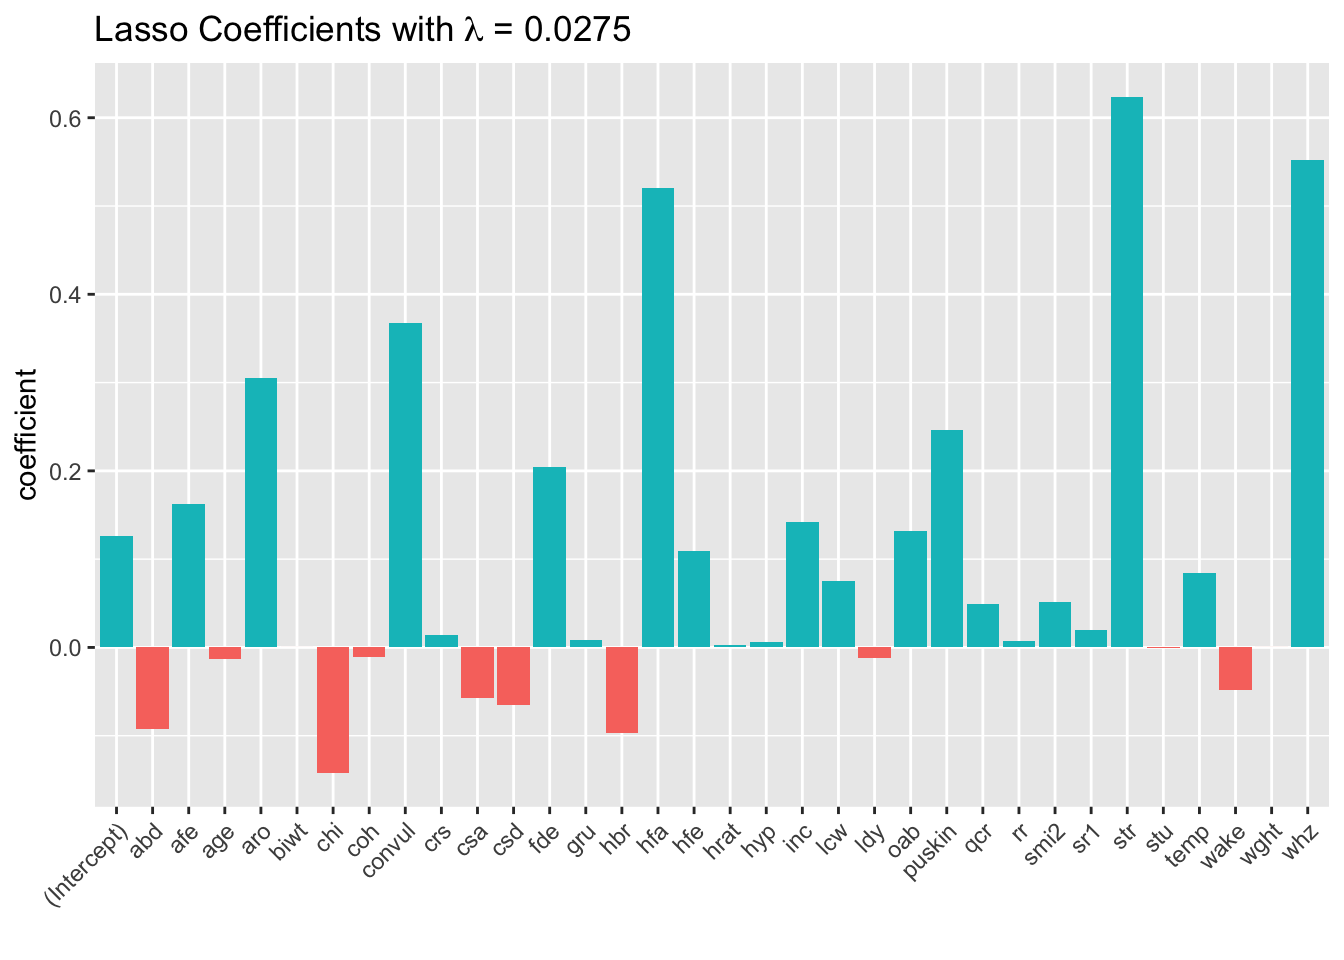 Lasso Coefficients with λ = 0.0275
coefficient
0.6
0.4
0.2
0.0
(Intercept)
abd
afe
age
aro
biwt
chi
coh
convul
crs
csa
csd
fde
gru
hbr
hfa
hfe
hrat
hyp
inc
lcw
ldy
oab
puskin
qcr
rr
smi2
sr1
str
stu
temp
wake
wght
whz